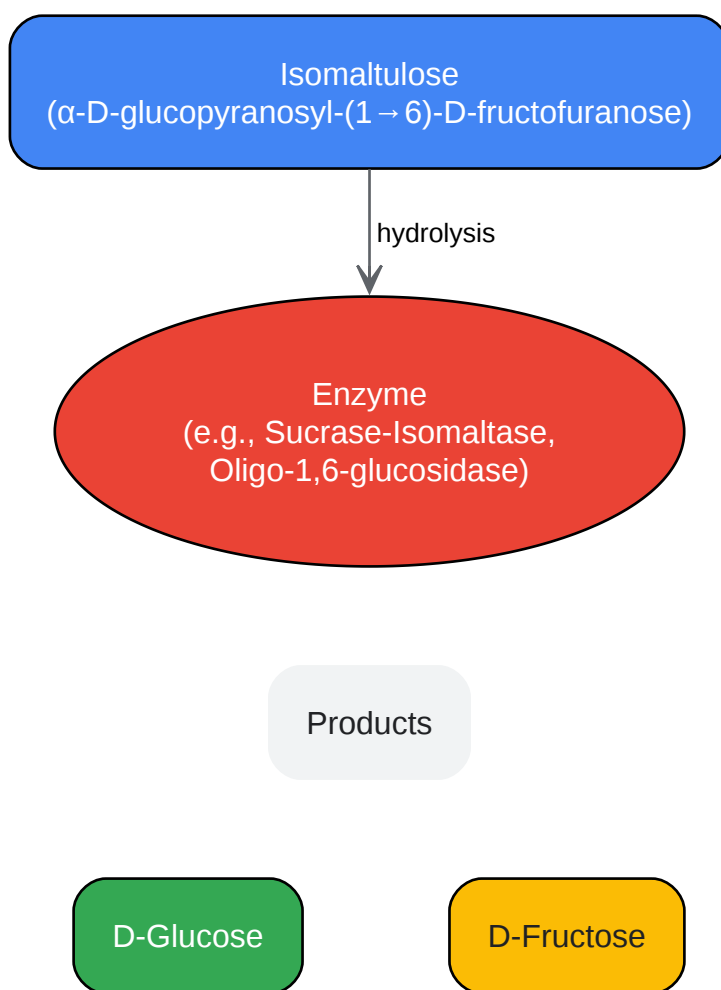 Isomaltulose
(α-D-glucopyranosyl-(1→6)-D-fructofuranose)
hydrolysis
Enzyme
(e.g., Sucrase-Isomaltase,
Oligo-1,6-glucosidase)
Products
D-Glucose
D-Fructose